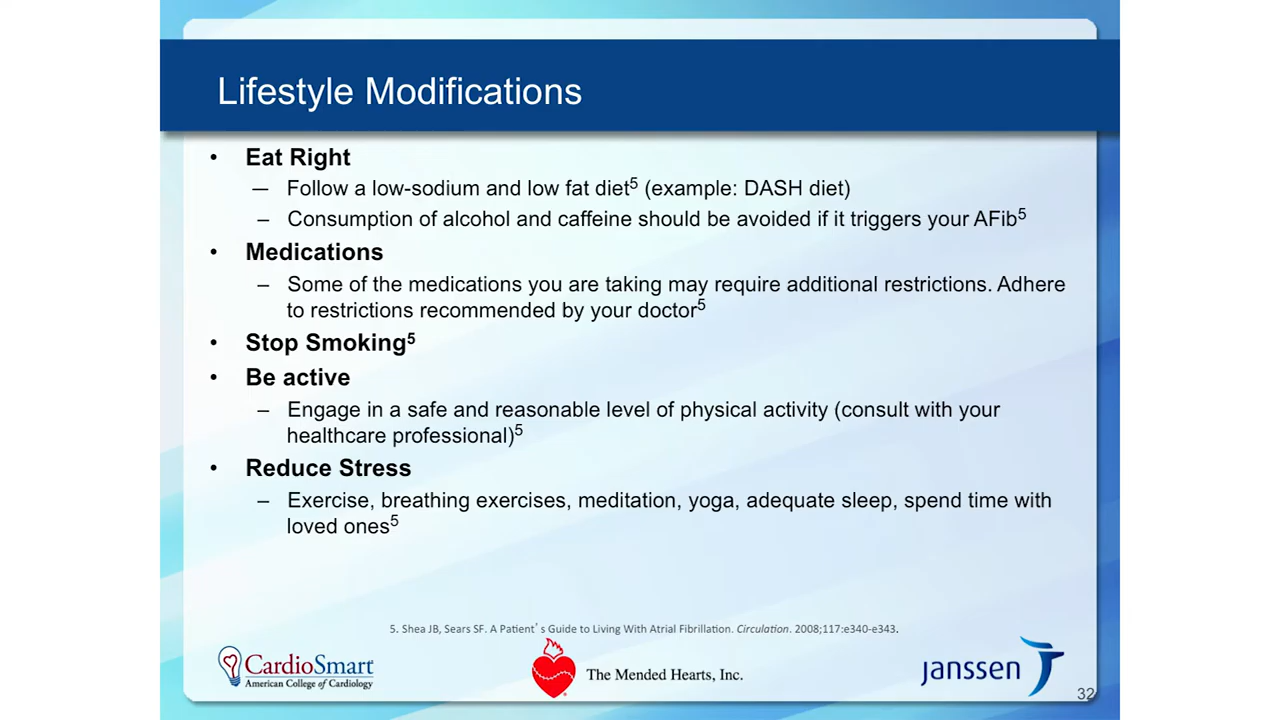 Lifestyle Modifications
• Eat Right
— Follow a low-sodium and low fat diet5 (example: DASH diet)
– Consumption of alcohol and caffeine should be avoided if it triggers your AFib5
• Medications
– Some of the medications you are taking may require additional restrictions. Adhere
to restrictions recommended by your doctor5
• Stop Smoking5
• Be active
– Engage in a safe and reasonable level of physical activity (consult with your
healthcare professional)5
• Reduce Stress
– Exercise, breathing exercises, meditation, yoga, adequate sleep, spend time with
loved ones5
5. Shea JB, Sears SF. A Patient's Guide to Living With Atrial Fibrillation. Circulation. 2008;117:e340-e343.
CardioSmart
American College of Cardiology
The Mended Hearts, Inc.
janssen
32